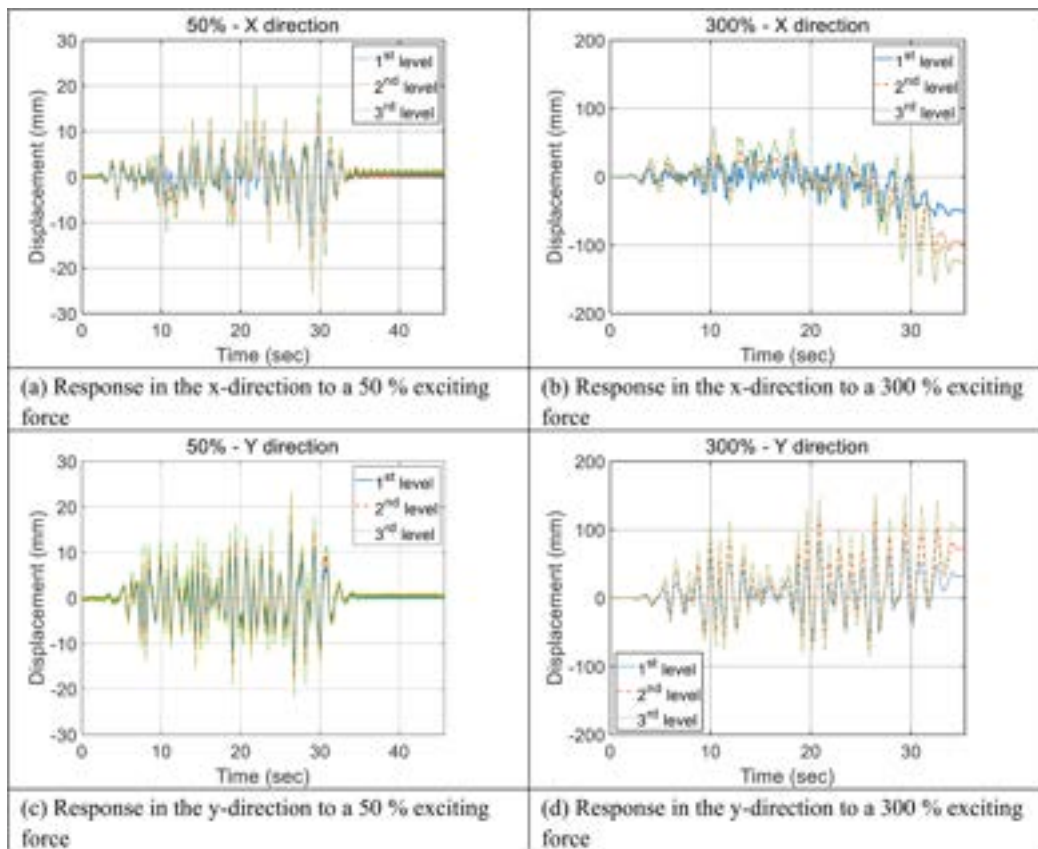 50% - X direction
30
20
10
0
-10
-20
-30
Displacement (mm)
1st level
2nd level
3rd level
0 10 20 30 40
Time (sec)
300% - X direction
200
100
0
-100
-200
Displacement (mm)
1st level
2nd level
3rd level
0 10 20 30
Time (sec)
(a) Response in the x-direction to a 50 % exciting
force
(b) Response in the x-direction to a 300 % exciting
force
50% - Y direction
30
20
10
0
-10
-20
-30
Displacement (mm)
1st level
2nd level
3rd level
0 10 20 30 40
Time (sec)
300% - Y direction
200
100
0
-100
-200
Displacement (mm)
1st level
2nd level
3rd level
0 10 20 30
Time (sec)
(c) Response in the y-direction to a 50 % exciting
force
(d) Response in the y-direction to a 300 % exciting
force